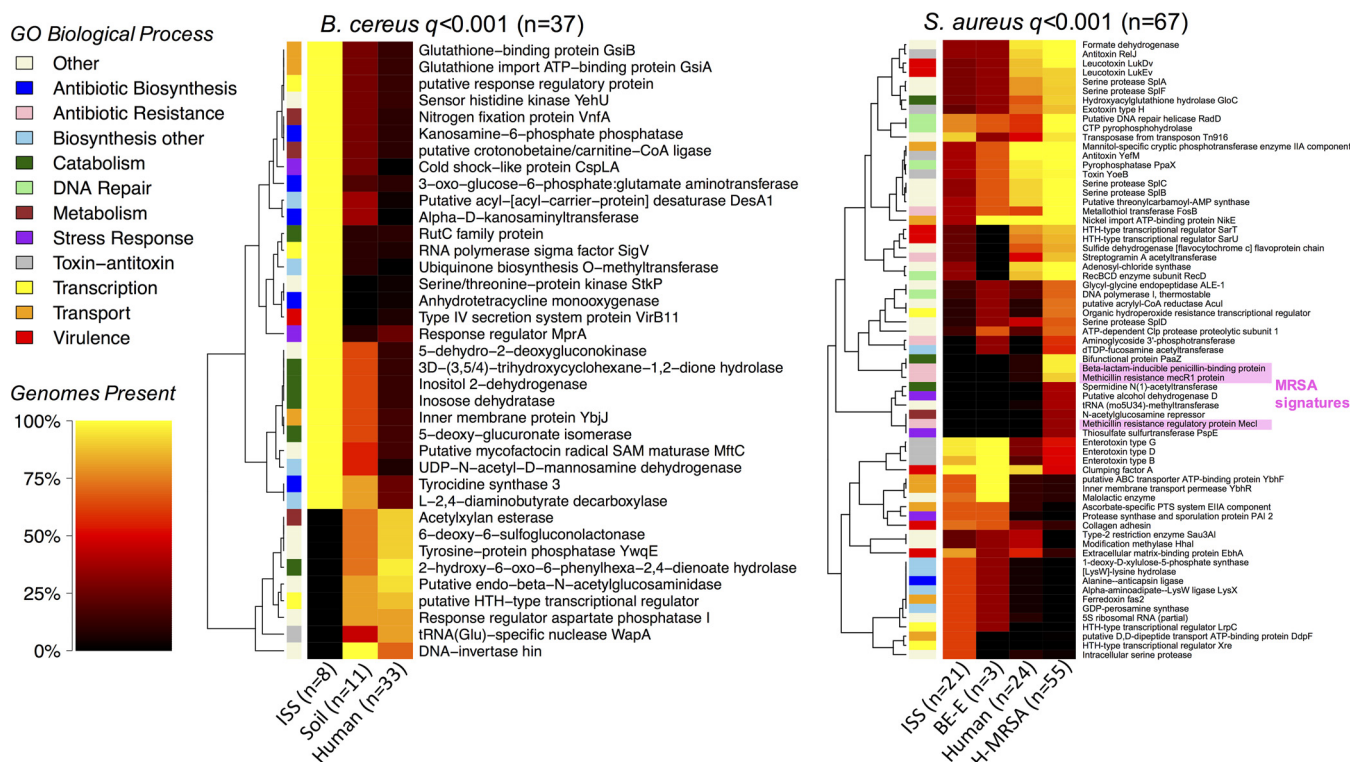 B. cereus q<0.001 (n=37)
S. aureus q<0.001 (n=67)
GO Biological Process
Other
Antibiotic Biosynthesis
Antibiotic Resistance
Biosynthesis other
Catabolism
DNA Repair
Metabolism
Stress Response
Toxin-antitoxin
Transcription
Transport
Virulence
Genomes Present
100%
75%
50%
25%
0%
Glutathione−binding protein GsiB
Glutathione import ATP−binding protein GsiA
putative response regulatory protein
Sensor histidine kinase YehU
Nitrogen fixation protein VnfA
Kanosamine−6−phosphate phosphatase
putative crotonobetaine/carnitine−CoA ligase
Cold shock−like protein CspLA
3−oxo−glucose−6−phosphate:glutamate aminotransferase
Putative acyl−[acyl−carrier−protein] desaturase DesA1
Alpha−D−kanosaminyltransferase
RutC family protein
RNA polymerase sigma factor SigV
Ubiquinone biosynthesis O−methyltransferase
Serine/threonine−protein kinase StkP
Anhydrotetracycline monooxygenase
Type IV secretion system protein VirB11
Response regulator MprA
5−dehydro−2−deoxygluconokinase
3D−(3,5/4)−trihydroxycyclohexane−1,2−dione hydrolase
Inositol 2−dehydrogenase
Inosose dehydratase
Inner membrane protein YbjJ
5−deoxy−glucuronate isomerase
Putative mycofactocin radical SAM maturase MftC
UDP−N−acetyl−D−mannosamine dehydrogenase
Tyrocidine synthase 3
L−2,4−diaminobutyrate decarboxylase
Acetylxylan esterase
6−deoxy−6−sulfogluconolactonase
Tyrosine−protein phosphatase YwqE
2−hydroxy−6−oxo−6−phenylhexa−2,4−dienoate hydrolase
Putative endo−beta−N−acetylglucosaminidase
putative HTH−type transcriptional regulator
Response regulator aspartate phosphatase I
tRNA(Glu)−specific nuclease WapA
DNA−invertase hin
ISS (n=8)
Soil (n=11)
Human (n=33)
Formate dehydrogenase
Antitoxin RelJ
Leucotoxin LukDv
Leucotoxin LukEv
Serine protease SplA
Serine protease SplF
Hydroxyacylglutathione hydrolase GloC
Exotoxin type H
Putative DNA repair helicase RadD
CTP pyrophosphohydrolase
Transposase from transposon Tn916
Mannitol−specific cryptic phosphotransferase enzyme IIA component
Antitoxin YefM
Pyrophosphatase PpaX
Toxin YoeB
Serine protease SplC
Serine protease SplB
Putative threonylcarbamoyl−AMP synthase
Metallothiol transferase FosB
Nickel import ATP−binding protein NikE
HTH−type transcriptional regulator SarT
HTH−type transcriptional regulator SarU
Sulfide dehydrogenase [flavocytochrome c] flavoprotein chain
Streptogramin A acetyltransferase
Adenosyl−chloride synthase
RecBCD enzyme subunit RecD
Glycyl−glycine endopeptidase ALE−1
DNA polymerase I, thermostable
putative acrylyl−CoA reductase AcuI
Organic hydroperoxide resistance transcriptional regulator
Serine protease SplD
ATP−dependent Clp protease proteolytic subunit 1
Aminoglycoside 3'−phosphotransferase
dTDP−fucosamine acetyltransferase
Bifunctional protein PaaZ
Beta−lactam−inducible penicillin−binding protein
Methicillin resistance mecR1 protein
Spermidine N(1)−acetyltransferase
Putative alcohol dehydrogenase D
tRNA (mo5U34)−methyltransferase
N−acetylglucosamine repressor
Methicillin resistance regulatory protein MecI
Thiosulfate sulfurtransferase PspE
Enterotoxin type G
Enterotoxin type D
Enterotoxin type B
Clumping factor A
putative ABC transporter ATP−binding protein YbhF
Inner membrane transport permease YbhR
Malolactic enzyme
Ascorbate−specific PTS system EIIA component
Protease synthase and sporulation protein PAI 2
Collagen adhesin
Type−2 restriction enzyme Sau3AI
Modification methylase HhaI
Extracellular matrix−binding protein EbhA
1−deoxy−D−xylulose−5−phosphate synthase
[LysW]−lysine hydrolase
Alanine−−anticapsin ligase
Alpha−aminoadipate−−LysW ligase LysX
Ferredoxin fas2
GDP−perosamine synthase
5S ribosomal RNA (partial)
HTH−type transcriptional regulator LrpC
putative D,D−dipeptide transport ATP−binding protein DdpF
HTH−type transcriptional regulator Xre
Intracellular serine protease
MRSA
signatures
ISS (n=21)
BE-E (n=3)
Human (n=24)
H-MRSA (n=55)